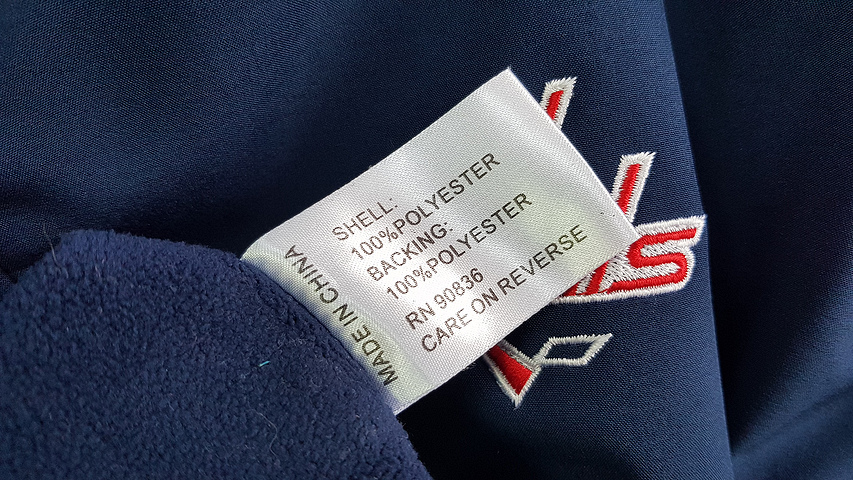 SHELL:
100%POLYESTER
BACKING:
100%POLYESTER
RN 90836
CARE ON REVERSE
MADE IN CHINA